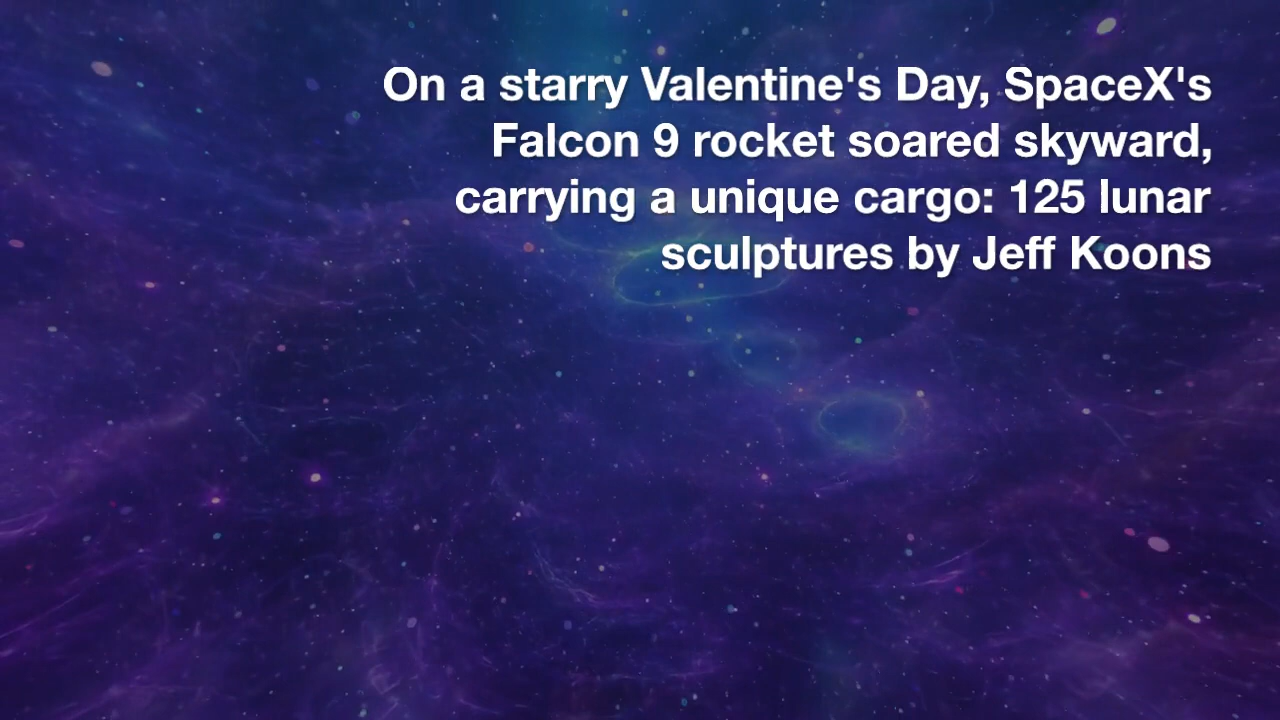 On a starry Valentine's Day, SpaceX's
Falcon 9 rocket soared skyward,
carrying a unique cargo: 125 lunar
sculptures by Jeff Koons